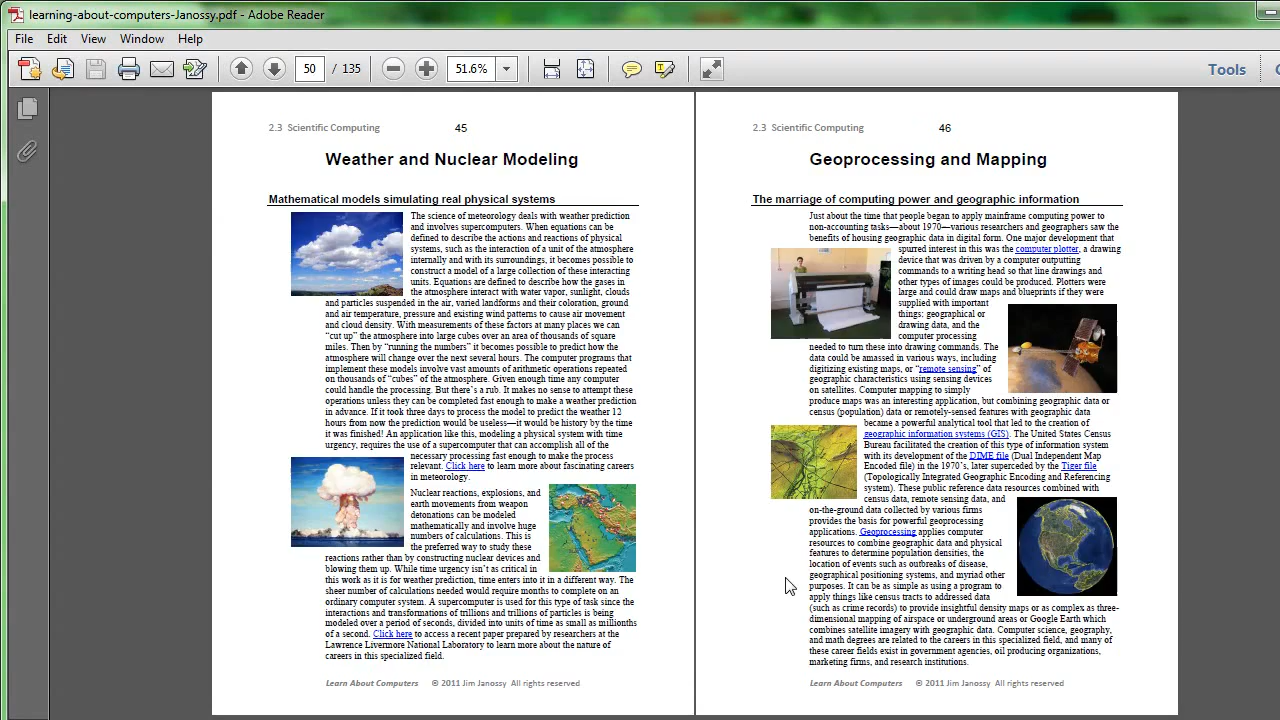 learning-about-computers-Janossy.pdf - Adobe Reader
File Edit View Window Help
50 / 135 51.6% Tools
2.3 Scientific Computing 45
Weather and Nuclear Modeling
Mathematical models simulating real physical systems
The science of meteorology deals with weather prediction
and involves supercomputers. When equations can be
defined to describe the actions and reactions of physical
systems, such as the interaction of a unit of the atmosphere
internally and with its surroundings, it becomes possible to
construct a model of a large collection of these interacting
units. Equations are defined to describe how the gases in
the atmosphere interact with water vapor, sunlight, clouds
and particles suspended in the air, varied landforms and their coloration, ground
and air temperature, pressure and existing wind patterns to cause air movement
and cloud density. With measurements of these factors at many places we can
“cut up” the atmosphere into large cubes over an area of thousands of square
miles. Then by “running the numbers” it becomes possible to predict how the
atmosphere will change over the next several hours. The computer programs that
implement these models involve vast amounts of arithmetic operations repeated
on thousands of “cubes” of the atmosphere. Given enough time any computer
could handle the processing. But there’s a rub. It makes no sense to attempt these
operations unless they can be completed fast enough to make a weather prediction
in advance. If it took three days to process the model to predict the weather 12
hours from now the prediction would be useless—it would be history by the time
it was finished! An application like this, modeling a physical system with time
urgency, requires the use of a supercomputer that can accomplish all of the
necessary processing fast enough to make the process
relevant. Click here to learn more about fascinating careers
in meteorology.
Nuclear reactions, explosions, and
earth movements from weapon
detonations can be modeled
mathematically and involve huge
numbers of calculations. This is
the preferred way to study these
reactions rather than by constructing nuclear devices and
blowing them up. While time urgency isn’t as critical in
this work as it is for weather prediction, time enters into it in a different way. The
sheer number of calculations needed would require months to complete on an
ordinary computer system. A supercomputer is used for this type of task since the
interactions and transformations of trillions and trillions of particles is being
modeled over a period of seconds, divided into units of time as small as millionths
of a second. Click here to access a recent paper prepared by researchers at the
Lawrence Livermore National Laboratory to learn more about the nature of
careers in this specialized field.
Learn About Computers © 2011 Jim Janossy All rights reserved
2.3 Scientific Computing 46
Geoprocessing and Mapping
The marriage of computing power and geographic information
Just about the time that people began to apply mainframe computing power to
non-accounting tasks—about 1970—various researchers and geographers saw the
benefits of housing geographic data in digital form. One major development that
spurred interest in this was the computer plotter, a drawing
device that was driven by a computer outputting
commands to a writing head so that line drawings and
other types of images could be produced. Plotters were
large and could draw maps and blueprints if they were
supplied with important
things: geographical or
drawing data, and the
computer processing
needed to turn these into drawing commands. The
data could be amassed in various ways, including
digitizing existing maps, or “remote sensing” of
geographic characteristics using sensing devices
on satellites. Computer mapping to simply
produce maps was an interesting application, but combining geographic data or
census (population) data or remotely-sensed features with geographic data
became a powerful analytical tool that led to the creation of
geographic information systems (GIS). The United States Census
Bureau facilitated the creation of this type of information system
with its development of the DIME file (Dual Independent Map
Encoded file) in the 1970’s, later superceded by the Tiger file
(Topologically Integrated Geographic Encoding and Referencing
system). These public reference data resources combined with
census data, remote sensing data, and
on-the-ground data collected by various firms
provides the basis for powerful geoprocessing
applications. Geoprocessing applies computer
resources to combine geographic data and physical
features to determine population densities, the
location of events such as outbreaks of disease,
geographical positioning systems, and myriad other
purposes. It can be as simple as using a program to
apply things like census tracts to addressed data
(such as crime records) to provide insightful density maps or as complex as three-
dimensional mapping of airspace or underground areas or Google Earth which
combines satellite imagery with geographic data. Computer science, geography,
and math degrees are related to the careers in this specialized field, and many of
these career fields exist in government agencies, oil producing organizations,
marketing firms, and research institutions.
Learn About Computers © 2011 Jim Janossy All rights reserved